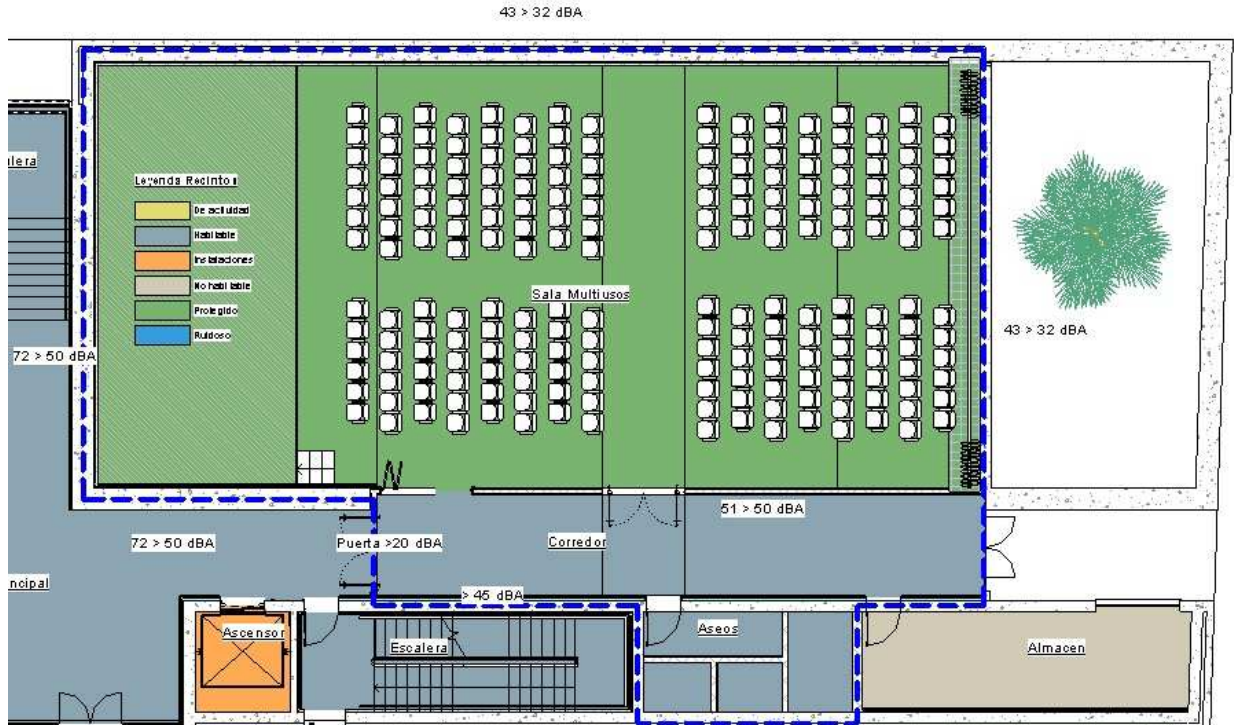 43 > 32 dBA
alera
Leyenda Recintos
De actividad
Habitable
Instalaciones
No habitable
Protegido
Ruidoso
Sala Multiusos
43 > 32 dBA
72 > 50 dBA
51 > 50 dBA
72 > 50 dBA
Puerta >20 dBA
Corredor
ncipal
> 45 dBA
Ascensor
Escalera
Aseos
Almacen